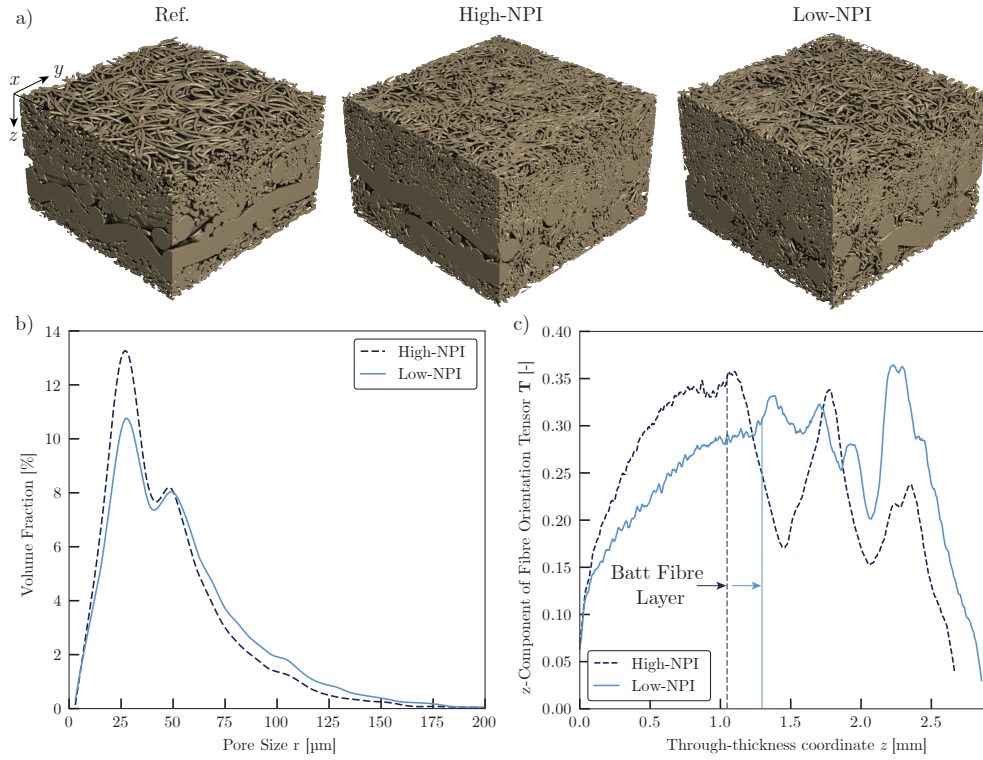 a)
Ref.
High-NPI
Low-NPI
x
y
z
b)
14
12
10
8
6
4
2
0
Volume Fraction [%]
High-NPI
Low-NPI
0 25 50 75 100 125 150 175 200
Pore Size r [µm]
c)
0.40
0.35
0.30
0.25
0.20
0.15
0.10
0.05
0.00
z-Component of Fibre Orientation Tensor T [-]
Batt Fibre
Layer
High-NPI
Low-NPI
0.0 0.5 1.0 1.5 2.0 2.5
Through-thickness coordinate z [mm]